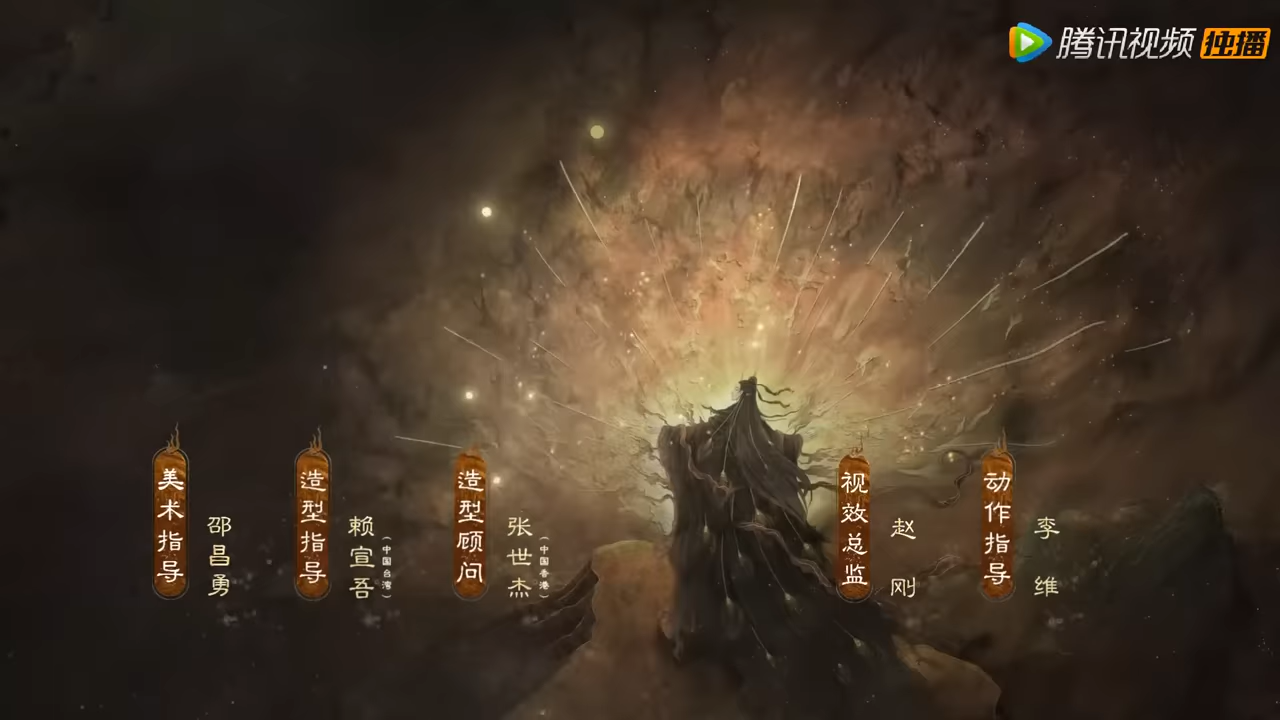 腾讯视频 独播
美术指导
邵昌勇
造型指导
赖宣吾
(中国台湾)
造型顾问
张世杰
(中国香港)
视效总监
赵刚
动作指导
李维